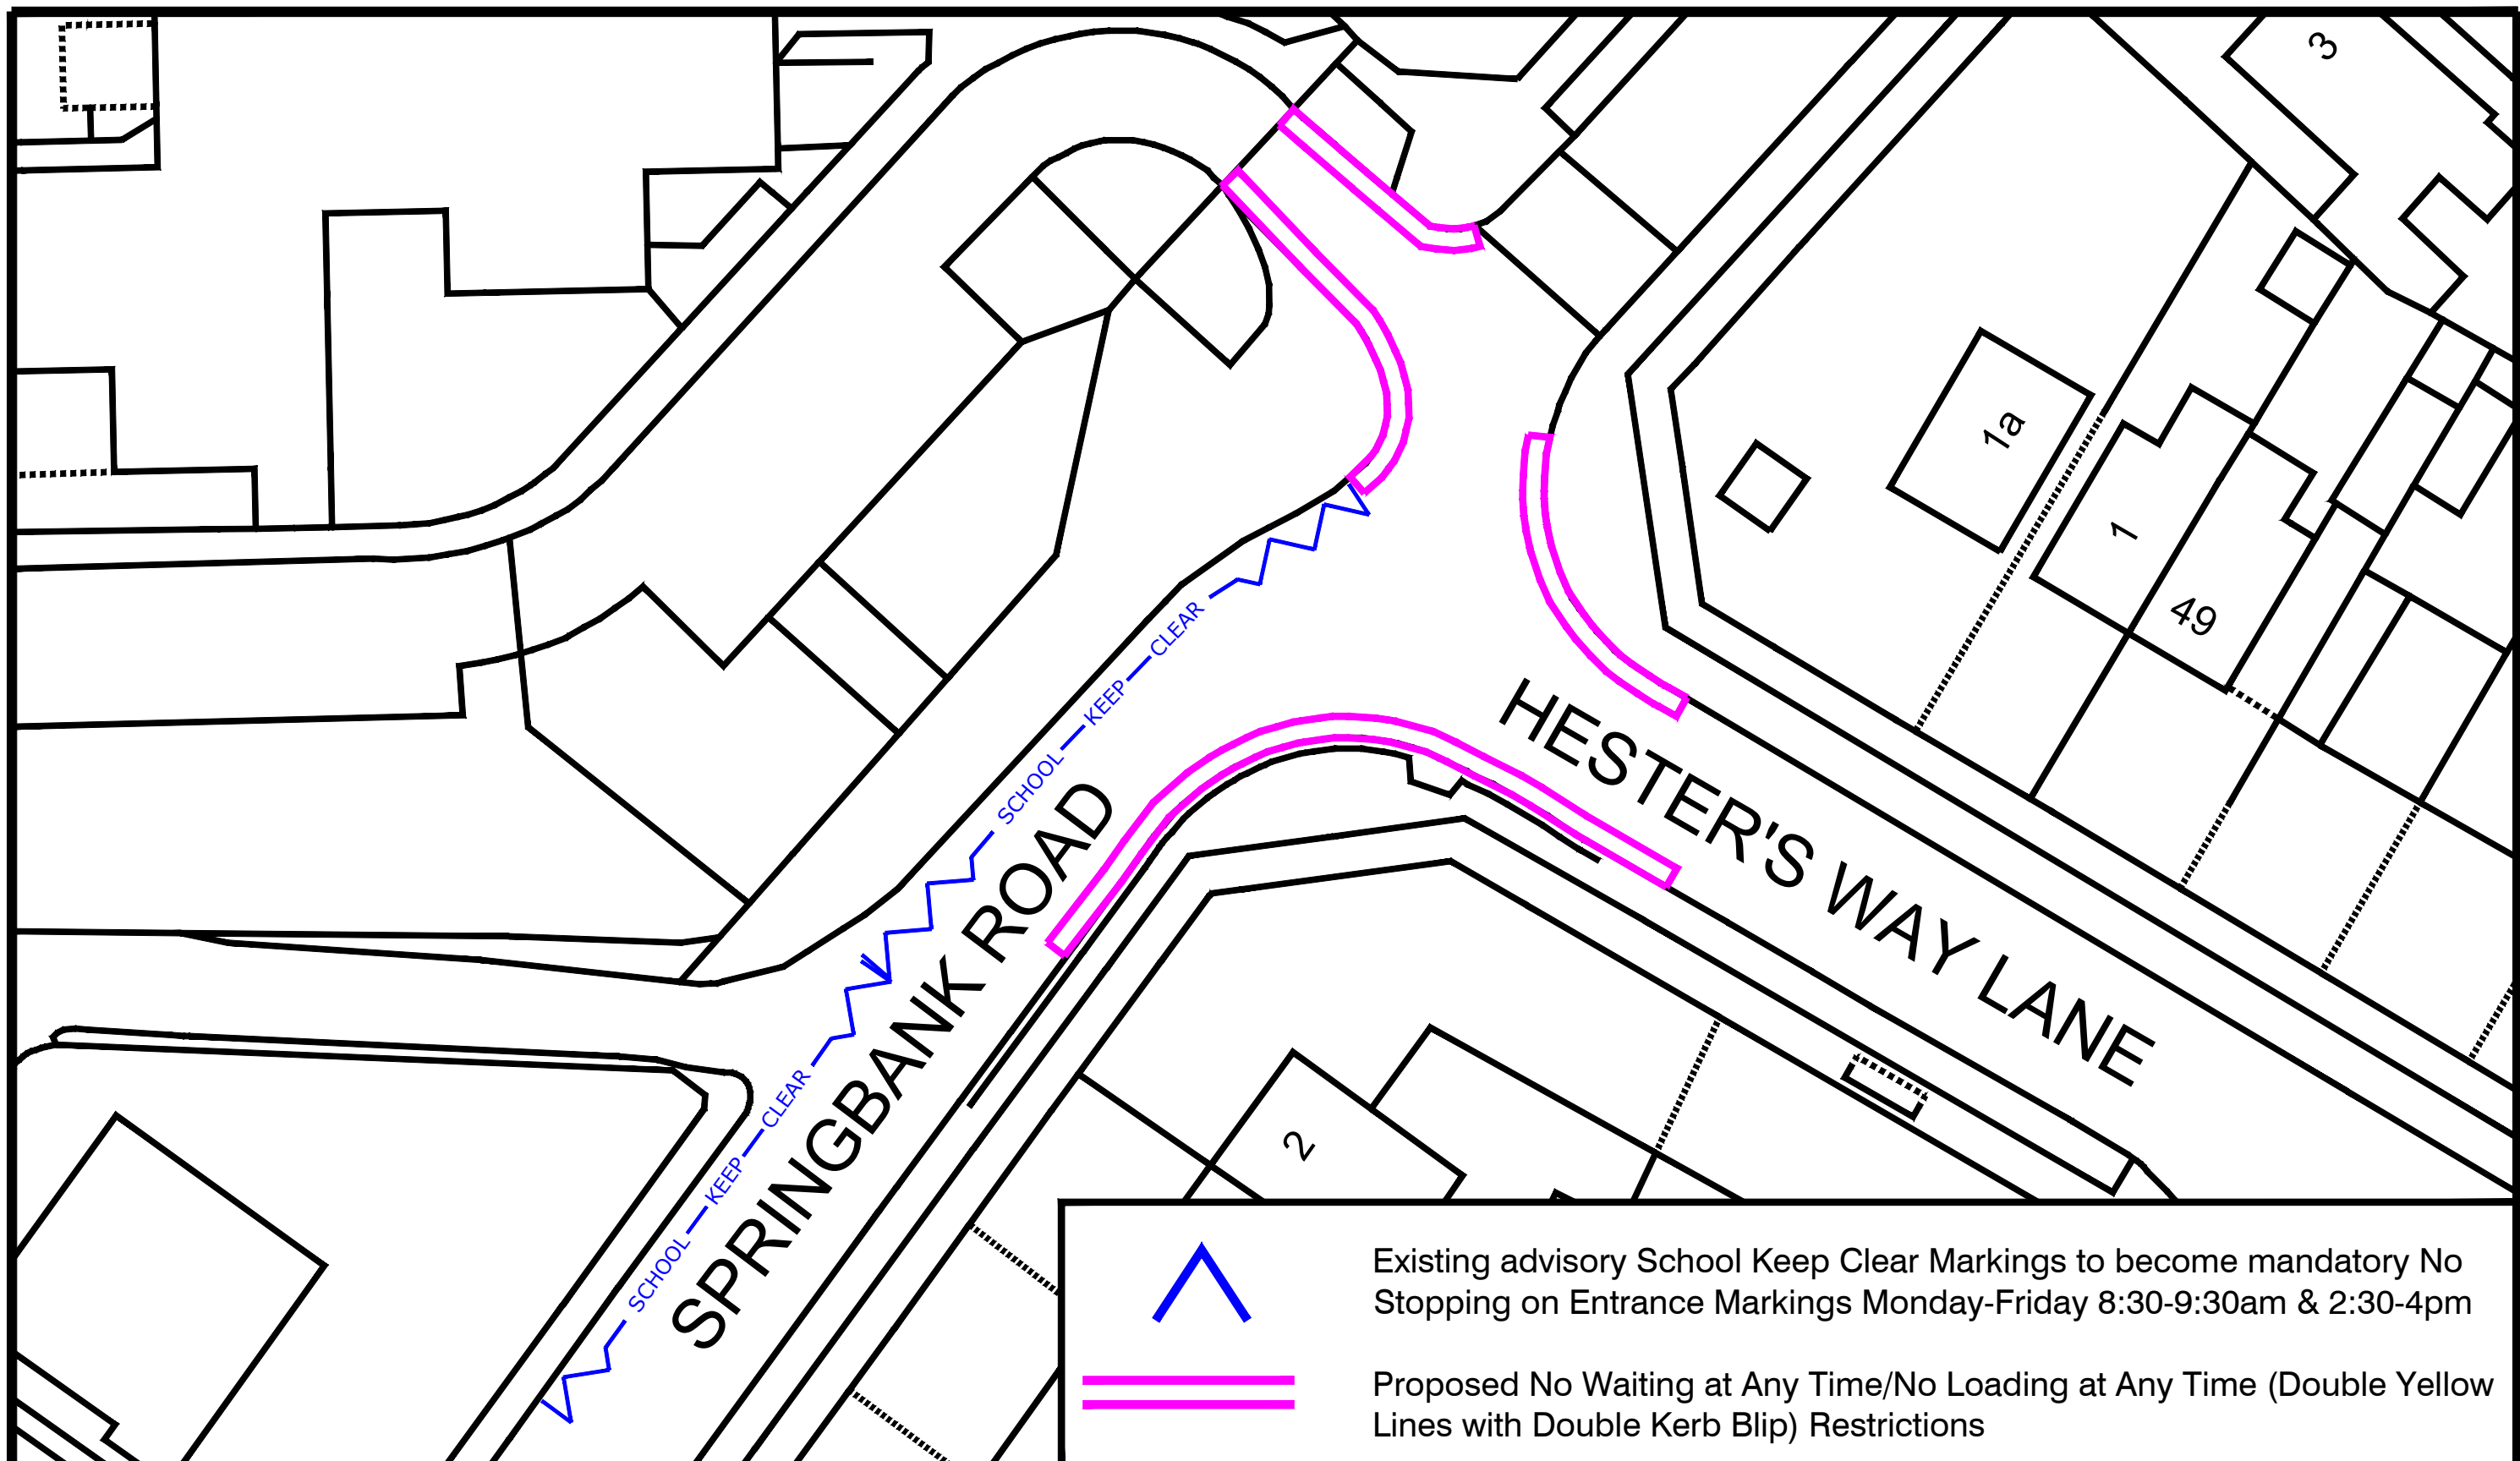 3
1a
1
49
SCHOOL — KEEP — CLEAR
HESTER'S WAY LANE
SPRINGBANK ROAD
SCHOOL — KEEP — CLEAR
2
Existing advisory School Keep Clear Markings to become mandatory No
Stopping on Entrance Markings Monday-Friday 8:30-9:30am & 2:30-4pm
Proposed No Waiting at Any Time/No Loading at Any Time (Double Yellow
Lines with Double Kerb Blip) Restrictions